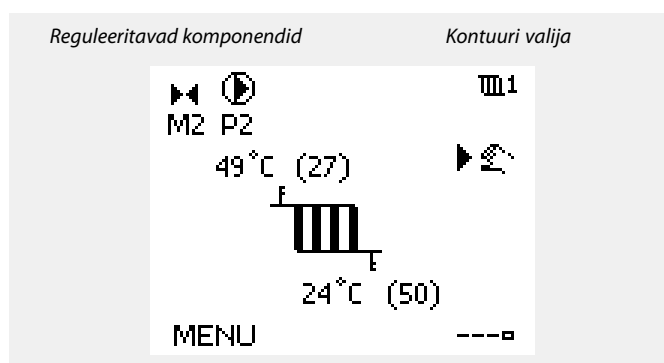 Reguleeritavad komponendid Kontuuri valija
1
M2 P2
49°C (27)
24°C (50)
MENU ---